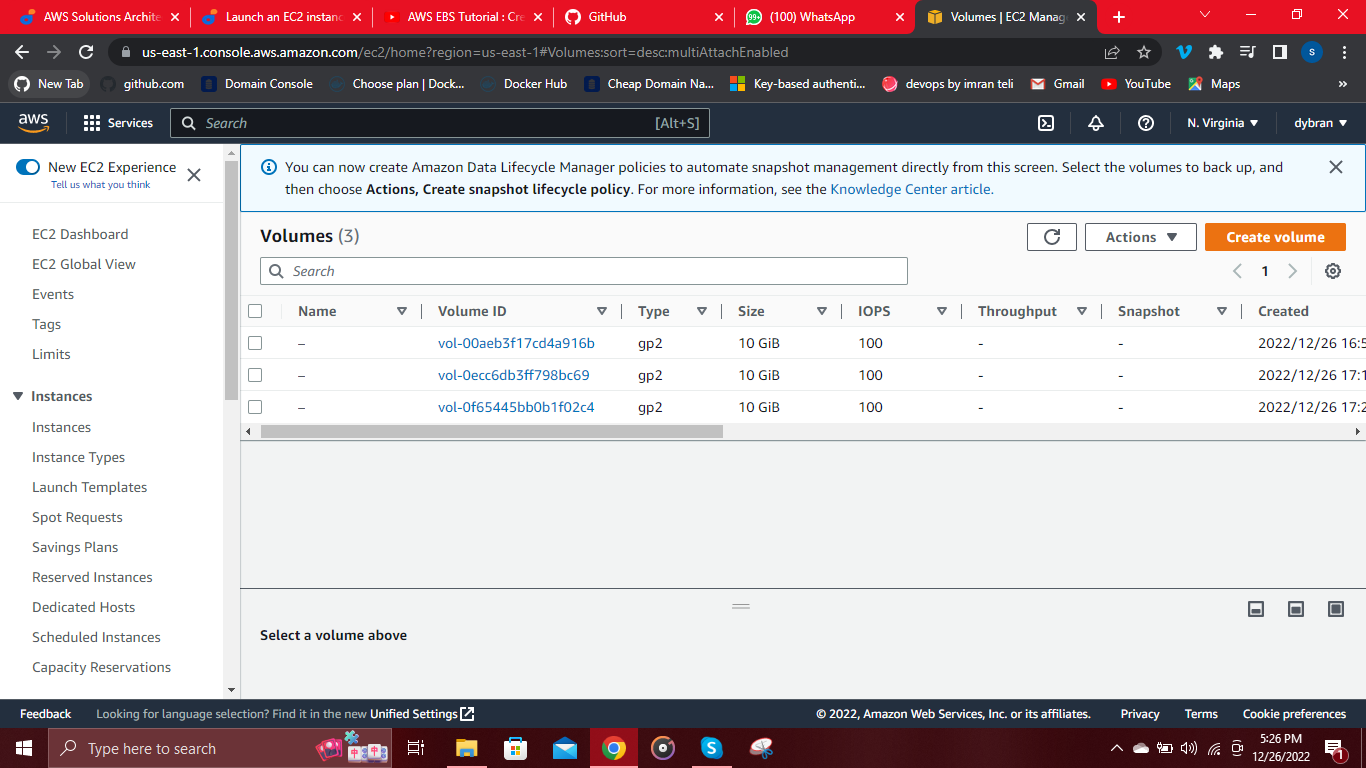 AWS Solutions Archite
Launch an EC2 instanc
AWS EBS Tutorial : Cre
GitHub
(100) WhatsApp
Volumes | EC2 Manag
us-east-1.console.aws.amazon.com/ec2/home?region=us-east-1#Volumes:sort=desc:multiAttachEnabled
New Tab
github.com
Domain Console
Choose plan | Dock...
Docker Hub
Cheap Domain Na...
Key-based authenti...
devops by imran teli
Gmail
YouTube
Maps
»
aws
Services
Search
[Alt+S]
N. Virginia
dybran
New EC2 Experience
Tell us what you think
EC2 Dashboard
EC2 Global View
Events
Tags
Limits
Instances
Instances
Instance Types
Launch Templates
Spot Requests
Savings Plans
Reserved Instances
Dedicated Hosts
Scheduled Instances
Capacity Reservations
You can now create Amazon Data Lifecycle Manager policies to automate snapshot management directly from this screen. Select the volumes to back up, and
then choose Actions, Create snapshot lifecycle policy. For more information, see the Knowledge Center article.
Volumes (3)
Actions
Create volume
Search
1
Name Volume ID Type Size IOPS Throughput Snapshot Created
– vol-00aeb3f17cd4a916b gp2 10 GiB 100 - - 2022/12/26 16:5
– vol-0ecc6db3ff798bc69 gp2 10 GiB 100 - - 2022/12/26 17:1
– vol-0f65445bb0b1f02c4 gp2 10 GiB 100 - - 2022/12/26 17:2
Select a volume above
Feedback
Looking for language selection? Find it in the new Unified Settings
© 2022, Amazon Web Services, Inc. or its affiliates.
Privacy
Terms
Cookie preferences
Type here to search
5:26 PM
12/26/2022
1